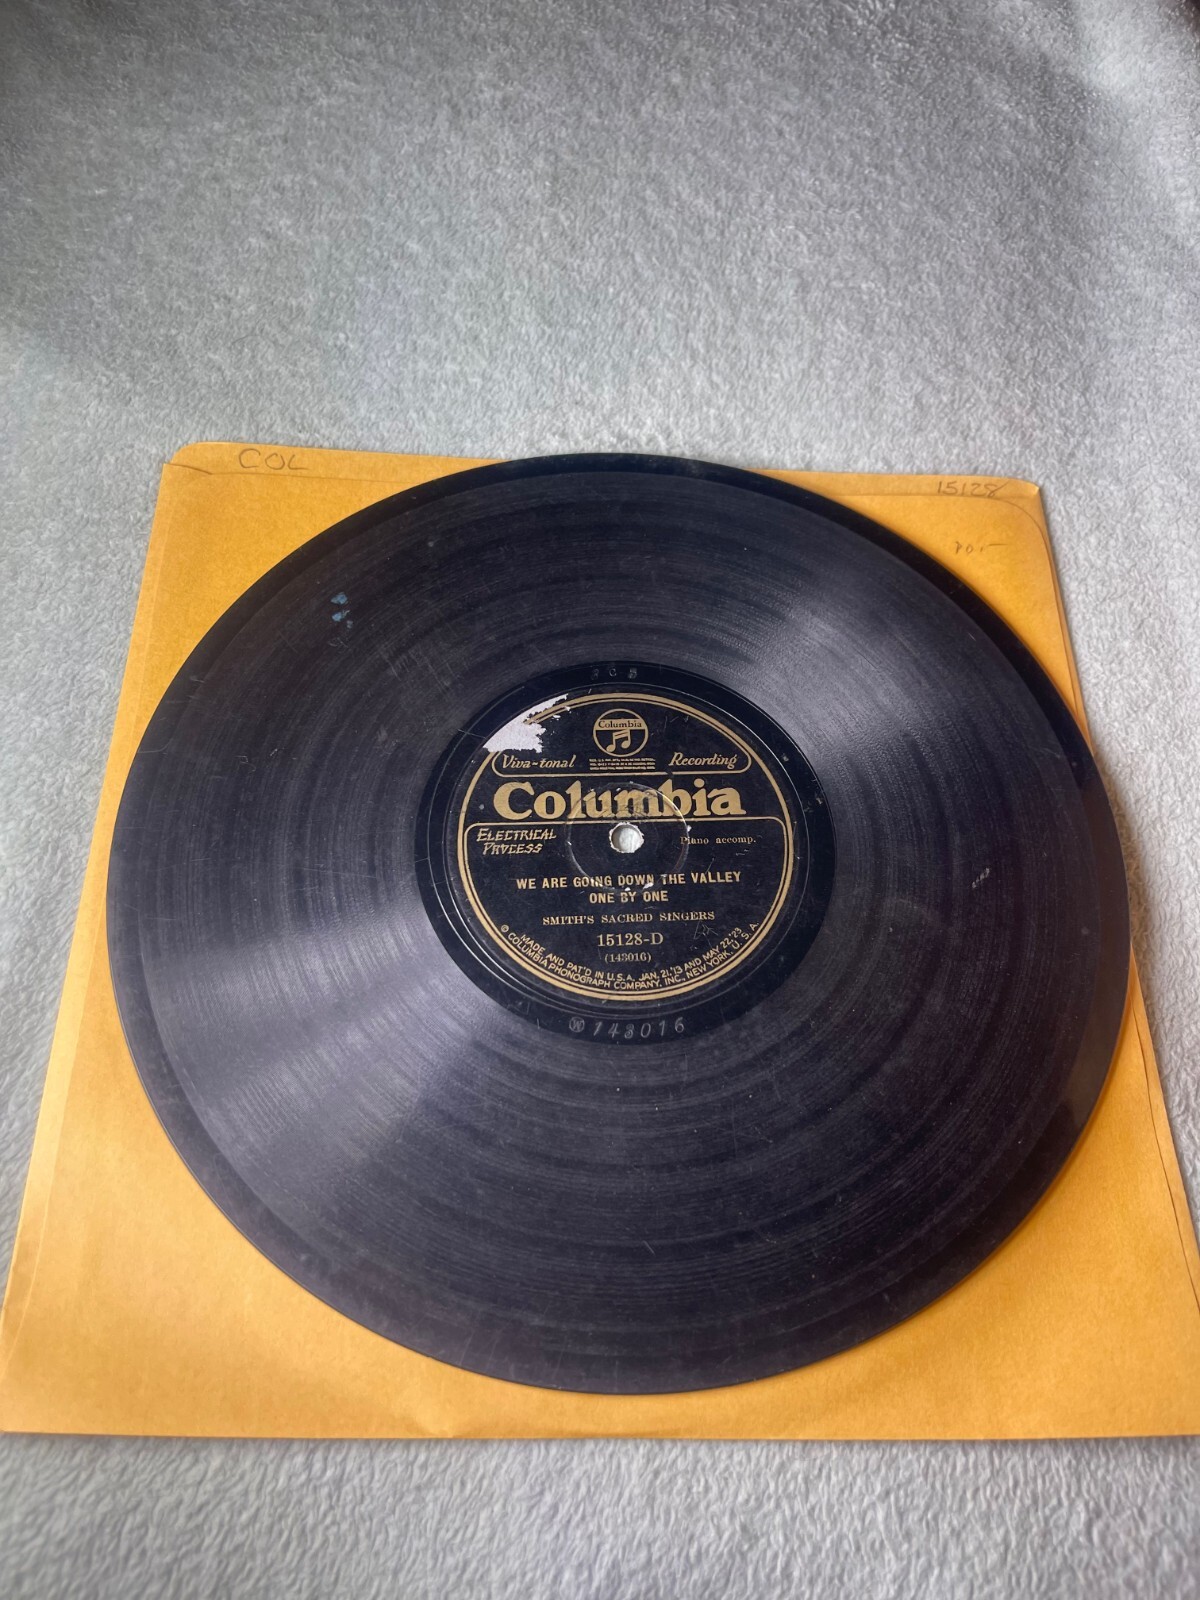 COL
15128
Columbia
Viva-tonal Recording
Columbia
ELECTRICAL
PROCESS
Piano accomp.
WE ARE GOING DOWN THE VALLEY
ONE BY ONE
SMITH'S SACRED SINGERS
15128-D
(143016)
MADE AND PAT'D IN U.S.A. JAN. 21,'13 AND MAY 22,'23
© COLUMBIA PHONOGRAPH COMPANY, INC., NEW YORK, U.S.A.
Ⓦ 143016